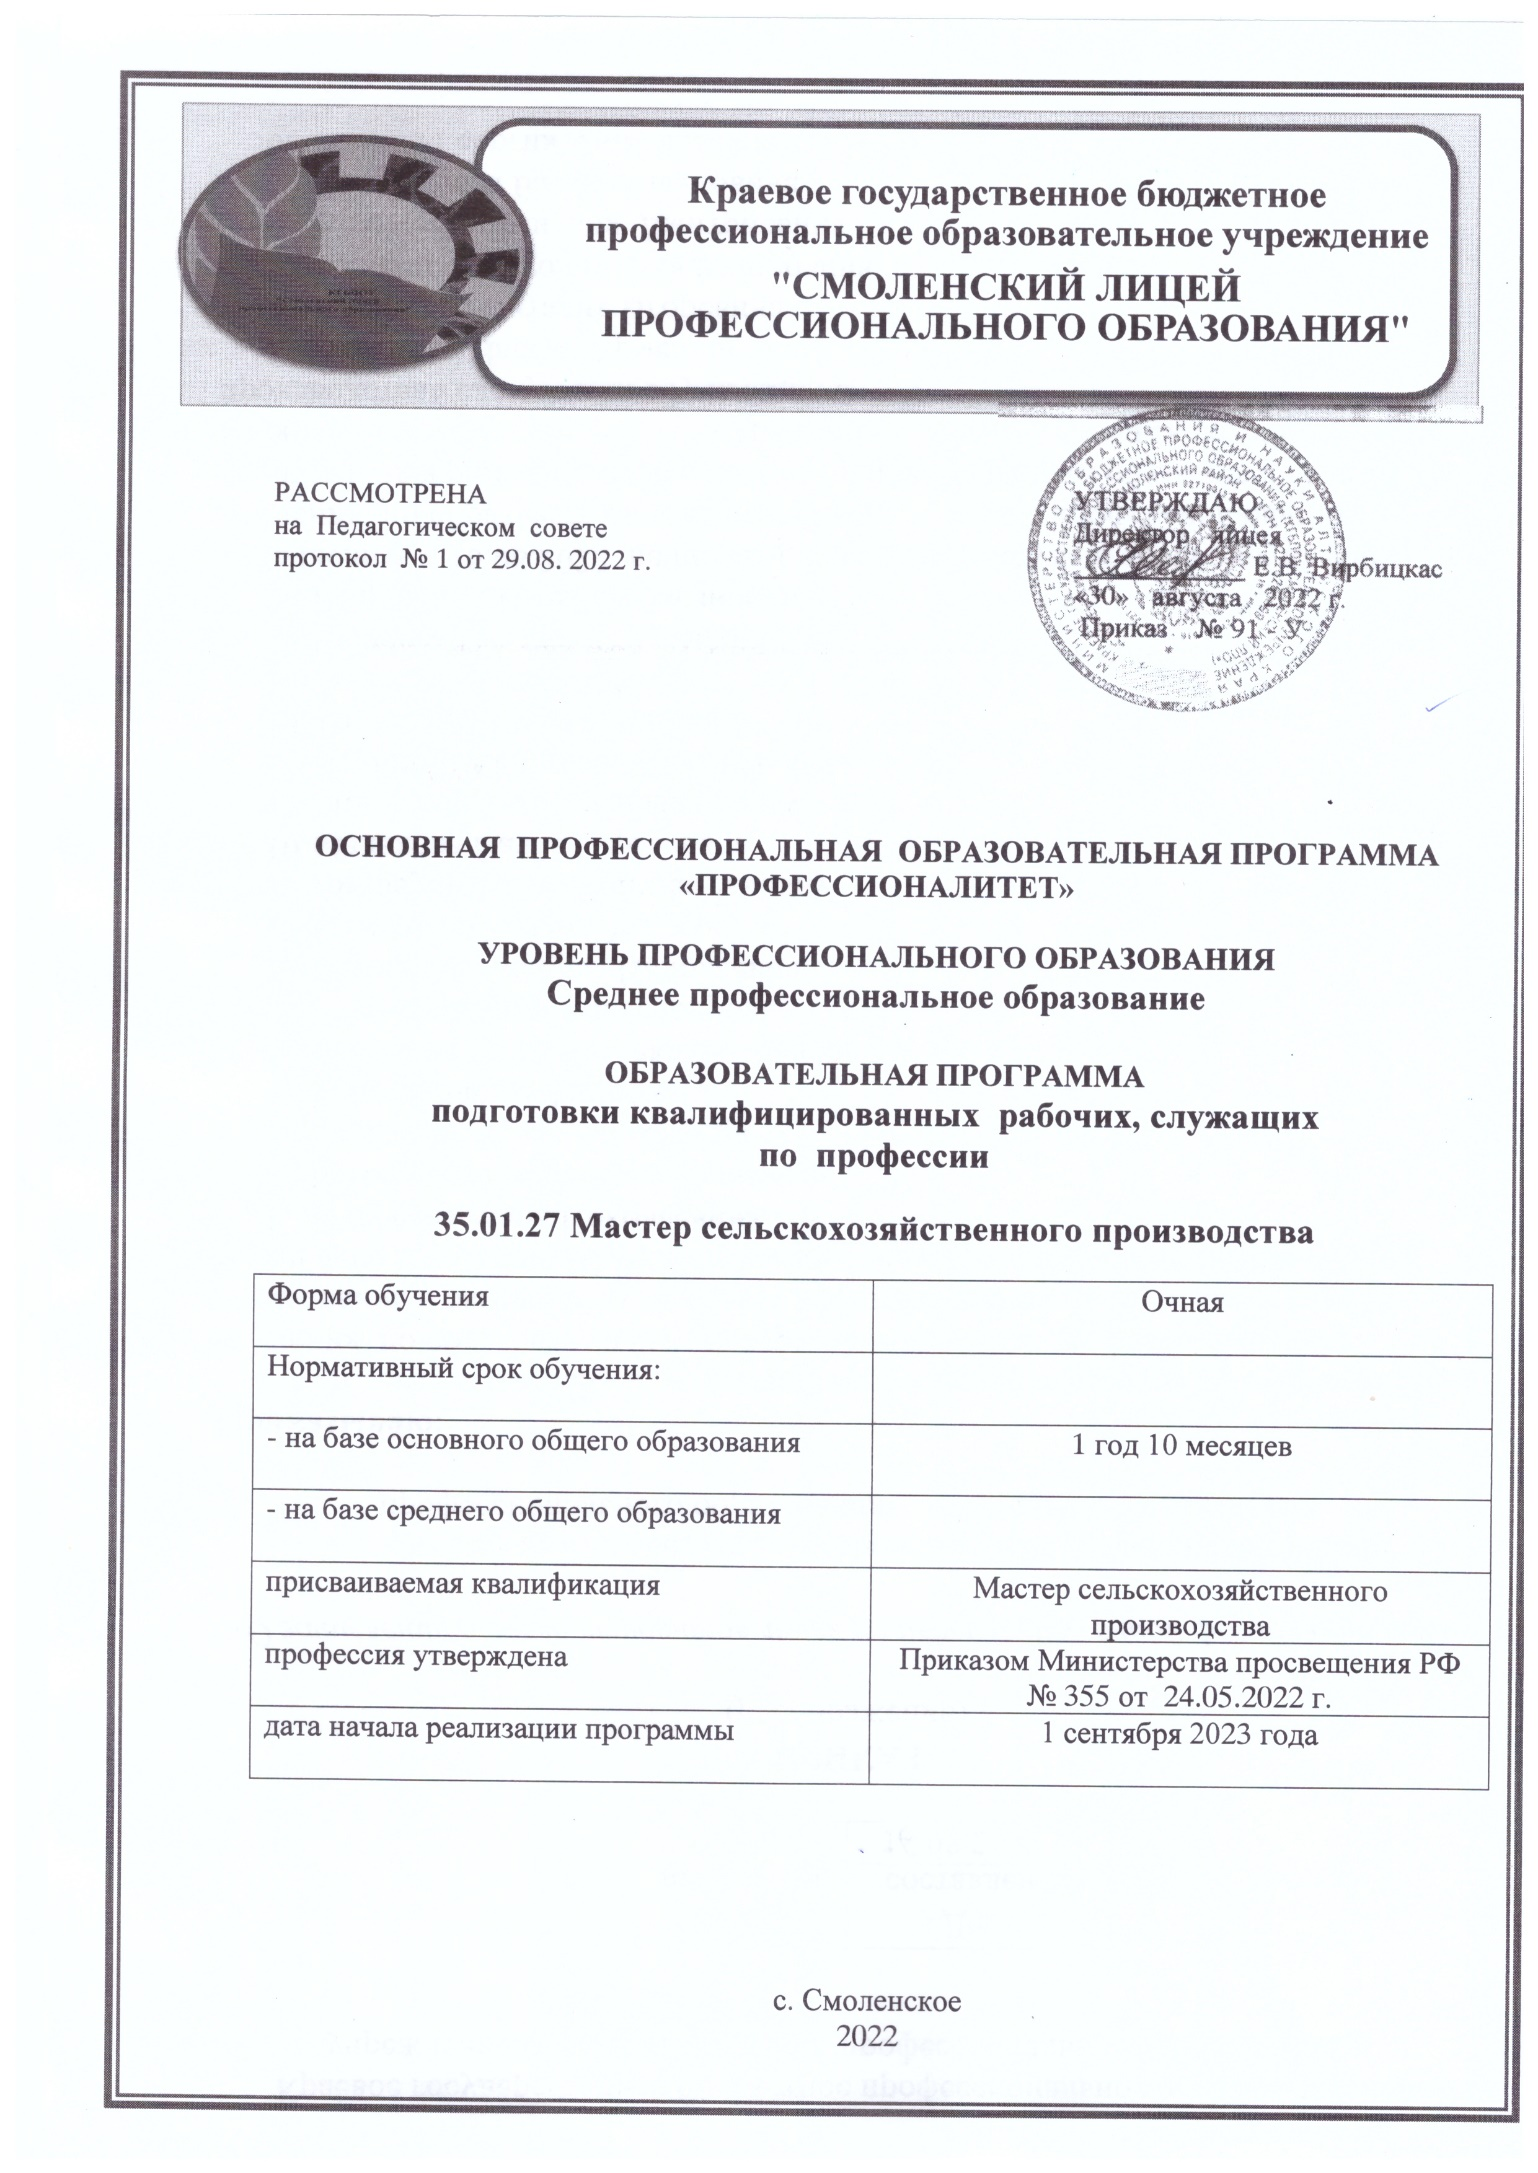 Краевое государственное бюджетное
профессиональное образовательное учреждение
"СМОЛЕНСКИЙ ЛИЦЕЙ
ПРОФЕССИОНАЛЬНОГО ОБРАЗОВАНИЯ"
РАССМОТРЕНА
на Педагогическом совете
протокол № 1 от 29.08. 2022 г.
УТВЕРЖДАЮ
Директор лицея
Е.В. Вирбицкас
«30» августа 2022 г.
Приказ № 91 - У
ОСНОВНАЯ ПРОФЕССИОНАЛЬНАЯ ОБРАЗОВАТЕЛЬНАЯ ПРОГРАММА
«ПРОФЕССИОНАЛИТЕТ»
УРОВЕНЬ ПРОФЕССИОНАЛЬНОГО ОБРАЗОВАНИЯ
Среднее профессиональное образование
ОБРАЗОВАТЕЛЬНАЯ ПРОГРАММА
подготовки квалифицированных рабочих, служащих
по профессии
35.01.27 Мастер сельскохозяйственного производства
Форма обучения Очная
Нормативный срок обучения:
- на базе основного общего образования 1 год 10 месяцев
- на базе среднего общего образования
присваиваемая квалификация Мастер сельскохозяйственного
производства
профессия утверждена Приказом Министерства просвещения РФ
№ 355 от 24.05.2022 г.
дата начала реализации программы 1 сентября 2023 года
с. Смоленское
2022